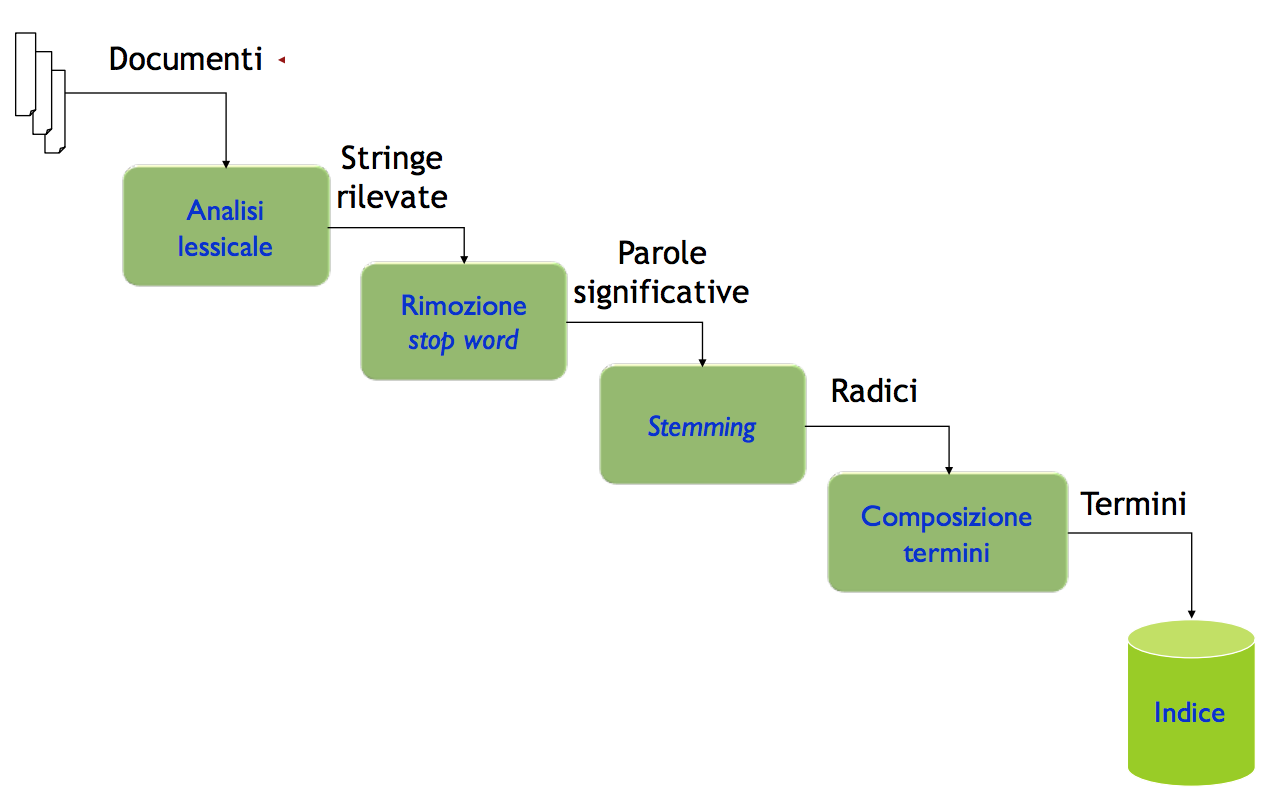 Documenti
Analisi
lessicale
Stringe
rilevate
Rimozione
stop word
Parole
significative
Stemming
Radici
Composizione
termini
Termini
Indice